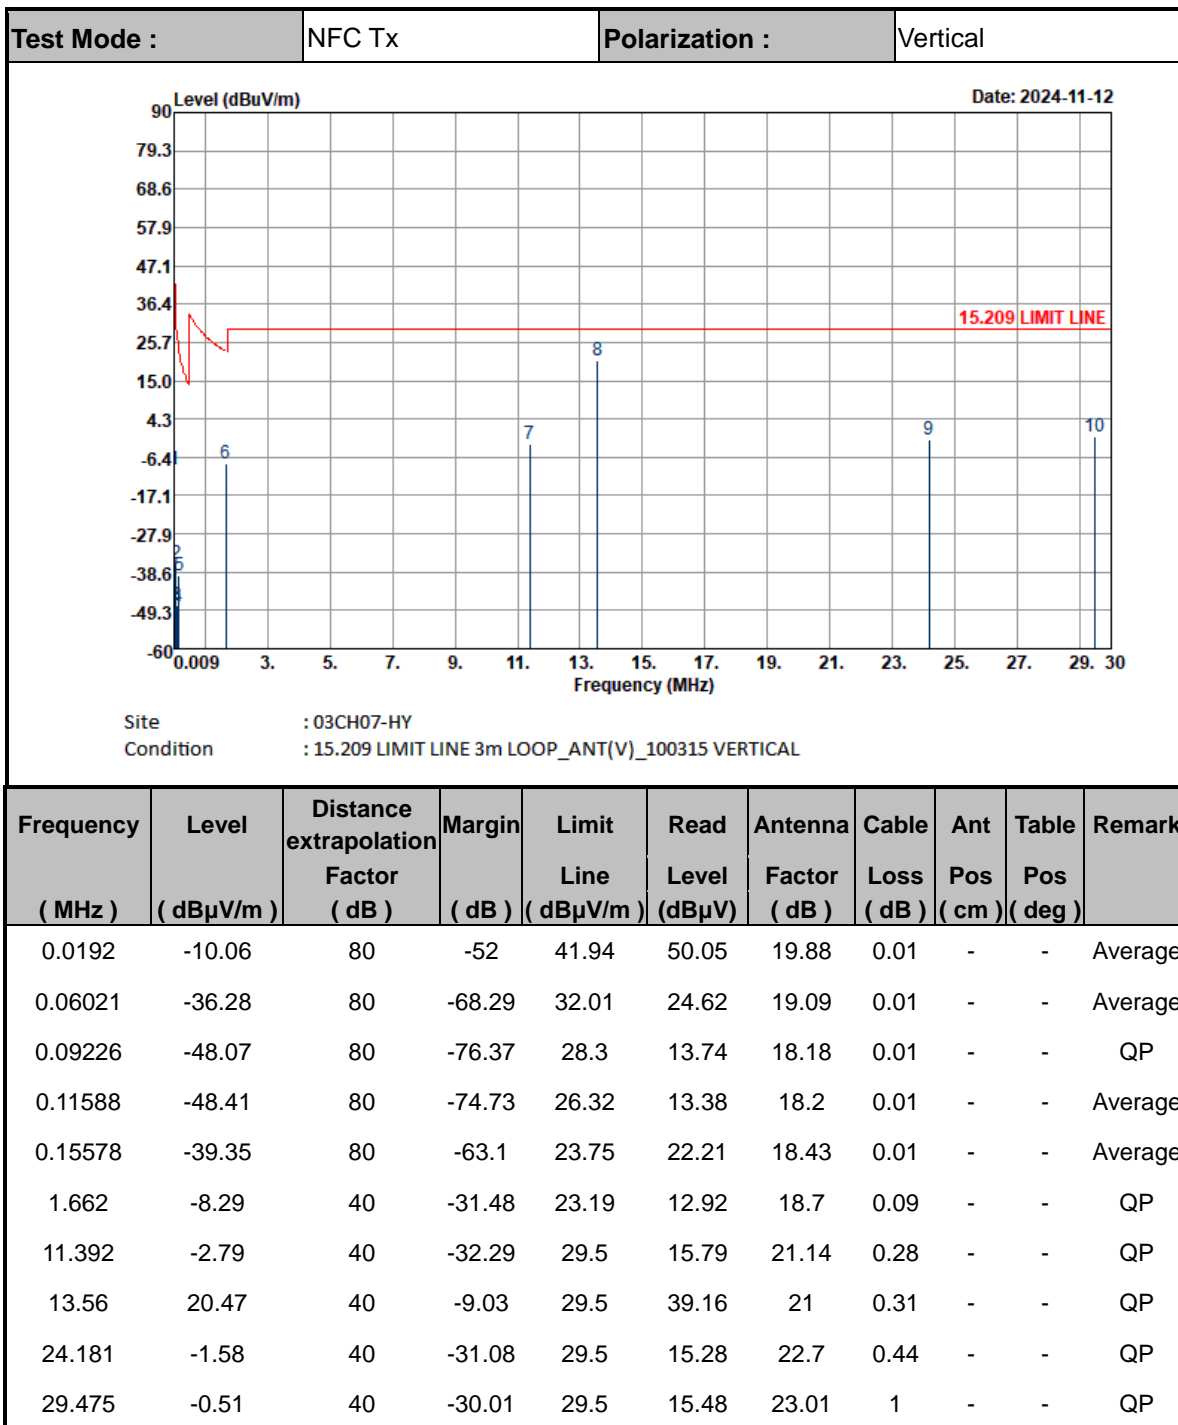 Test Mode : NFC Tx Polarization : Vertical
Level (dBuV/m) Date: 2024-11-12
90
79.3
68.6
57.9
47.1
36.4
25.7
15.0
4.3
-6.4
-17.1
-27.9
-38.6
-49.3
-60
15.209 LIMIT LINE
2
5
4
6
7
8
9
10
0.009 3. 5. 7. 9. 11. 13. 15. 17. 19. 21. 23. 25. 27. 29. 30
Frequency (MHz)
Site : 03CH07-HY
Condition : 15.209 LIMIT LINE 3m LOOP_ANT(V)_100315 VERTICAL
Frequency Level Distance extrapolation Margin Limit Read Antenna Cable Ant Table Remark
Factor Line Level Factor Loss Pos Pos
( MHz ) ( dBµV/m ) ( dB ) ( dB ) ( dBµV/m ) (dBµV) ( dB ) ( dB ) ( cm ) ( deg )
0.0192 -10.06 80 -52 41.94 50.05 19.88 0.01 - - Average
0.06021 -36.28 80 -68.29 32.01 24.62 19.09 0.01 - - Average
0.09226 -48.07 80 -76.37 28.3 13.74 18.18 0.01 - - QP
0.11588 -48.41 80 -74.73 26.32 13.38 18.2 0.01 - - Average
0.15578 -39.35 80 -63.1 23.75 22.21 18.43 0.01 - - Average
1.662 -8.29 40 -31.48 23.19 12.92 18.7 0.09 - - QP
11.392 -2.79 40 -32.29 29.5 15.79 21.14 0.28 - - QP
13.56 20.47 40 -9.03 29.5 39.16 21 0.31 - - QP
24.181 -1.58 40 -31.08 29.5 15.28 22.7 0.44 - - QP
29.475 -0.51 40 -30.01 29.5 15.48 23.01 1 - - QP